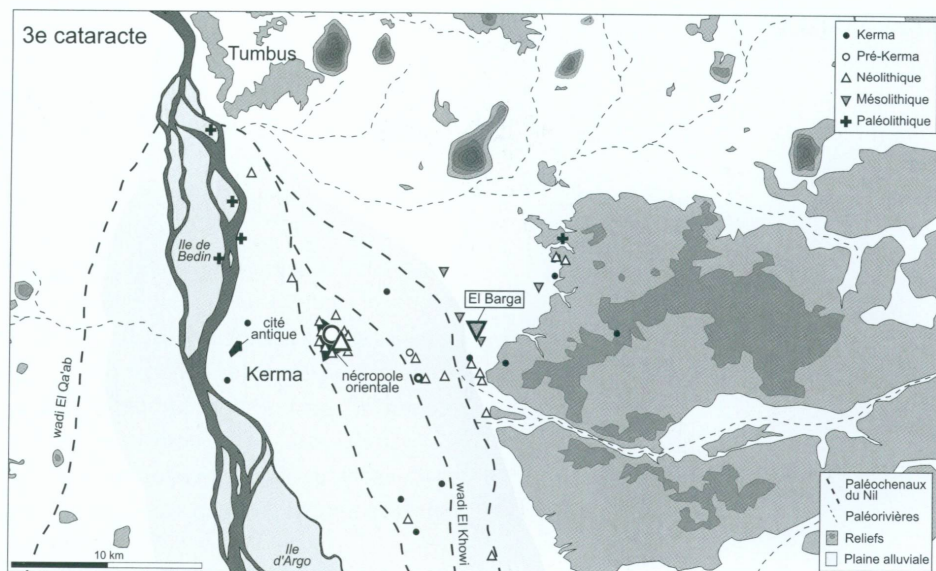 3e cataracte
Tumbus
Kerma
Pré-Kerma
Néolithique
Mésolithique
Paléolithique
Ile de
Bedin
El Barga
cité
antique
Kerma
nécropole
orientale
wadi El Qa'ab
wadi El Khowi
Ile
d'Argo
10 km
Paléochenaux
du Nil
Paléorivières
Reliefs
Plaine alluviale